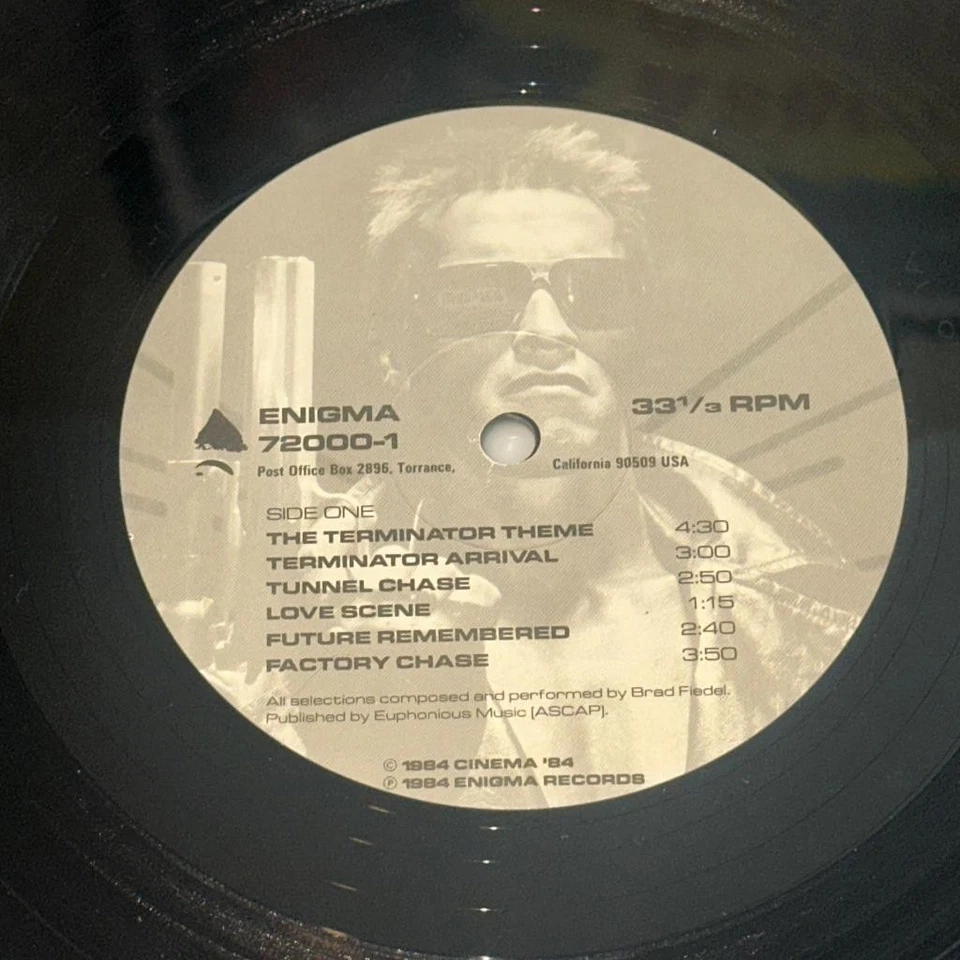 ENIGMA
72000-1
33 1/3 RPM
Post Office Box 2896, Torrance, California 90509 USA
SIDE ONE
THE TERMINATOR THEME 4:30
TERMINATOR ARRIVAL 3:00
TUNNEL CHASE 2:50
LOVE SCENE 1:15
FUTURE REMEMBERED 2:40
FACTORY CHASE 3:50
All selections composed and performed by Brad Fiedel.
Published by Euphonious Music [ASCAP].
© 1984 CINEMA '84
℗ 1984 ENIGMA RECORDS